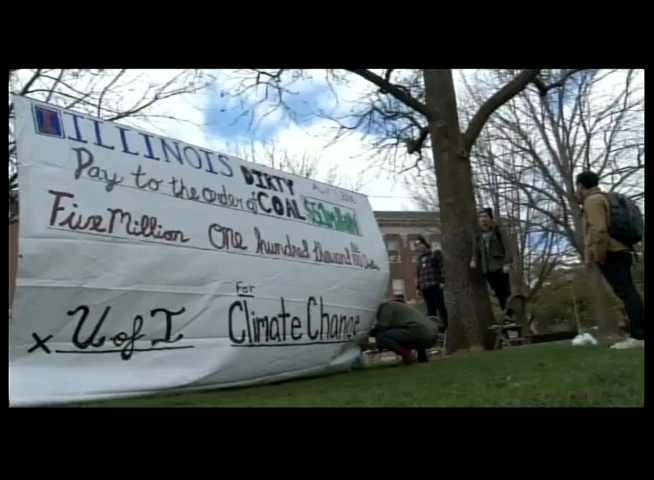 I ILLINOIS
Pay to the order of DIRTY COAL
Five Million One hundred thousand
x U of I
For
Climate Change